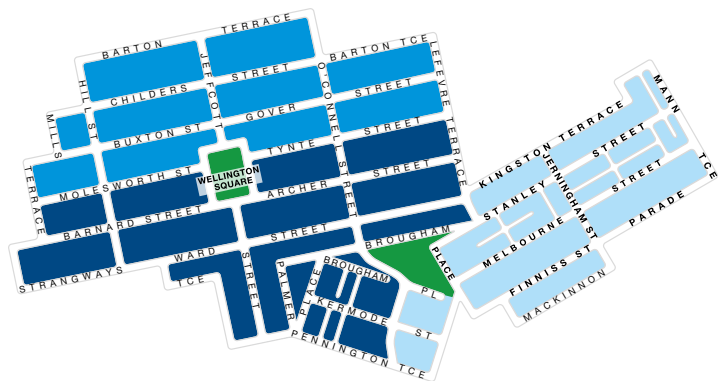 BARTON TERRACE
BARTON TCE
LEFEVRE TERRACE
HILL ST
JEFFCOTT
O'CONNELL STREET
CHILDERS STREET STREET
MILLS
TERRACE
BUXTON ST GOVER STREET
MOLESWORTH ST TYNTE STREET
WELLINGTON
SQUARE
BARNARD STREET ARCHER STREET
STRANGWAYS
TCE
WARD STREET
BROUGHAM
PLACE
STREET
PALMER
PLACE
BROUGHAM
PL
KERMODE
ST
PENNINGTON TCE
KINGSTON TERRACE
MANN
TCE
STANLEY STREET
JERNINGHAM ST
MELBOURNE STREET
FINNISS ST
MACKINNON
PARADE